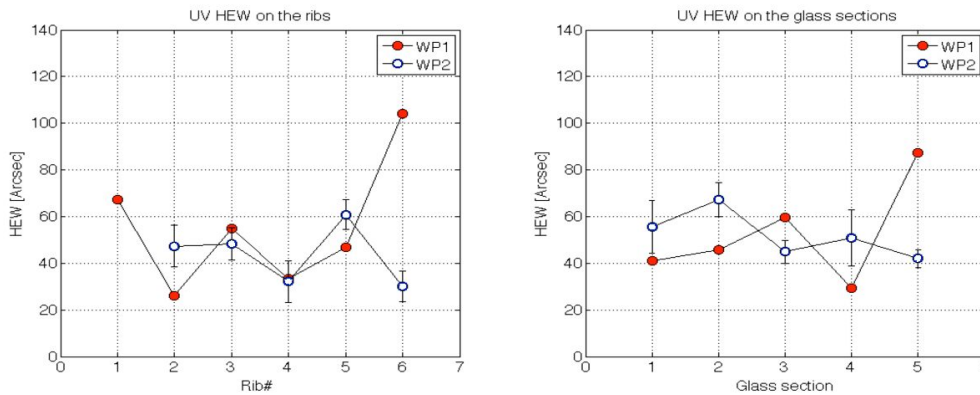 UV HEW on the ribs
140
120
100
80
60
40
20
0
HEW [Arcsec]
WP1
WP2
0 1 2 3 4 5 6 7
Rib#
UV HEW on the glass sections
140
120
100
80
60
40
20
0
HEW [Arcsec]
WP1
WP2
0 1 2 3 4 5
Glass section